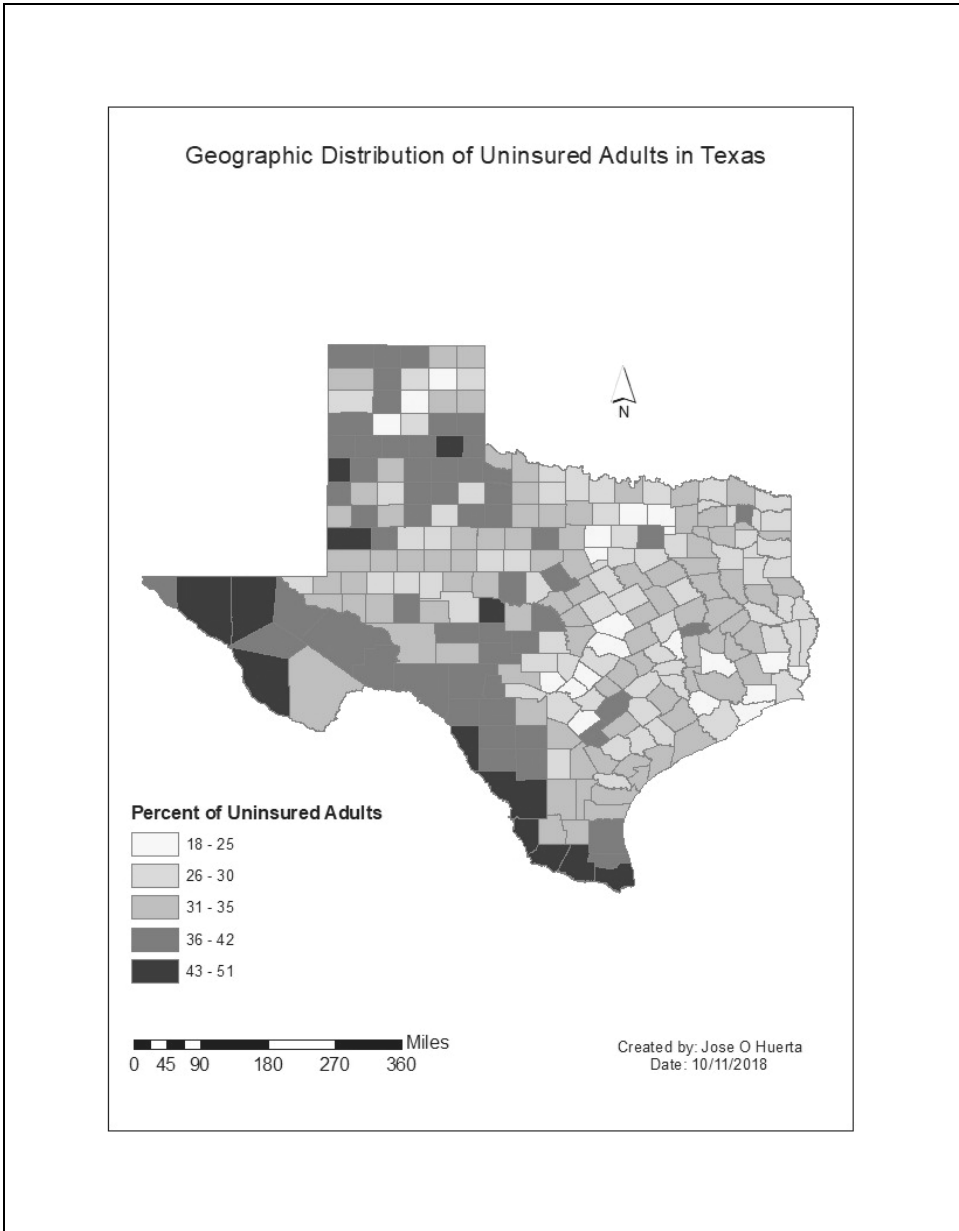 Geographic Distribution of Uninsured Adults in Texas
N
Percent of Uninsured Adults
18 - 25
26 - 30
31 - 35
36 - 42
43 - 51
Miles
0 45 90 180 270 360
Created by: Jose O Huerta
Date: 10/11/2018